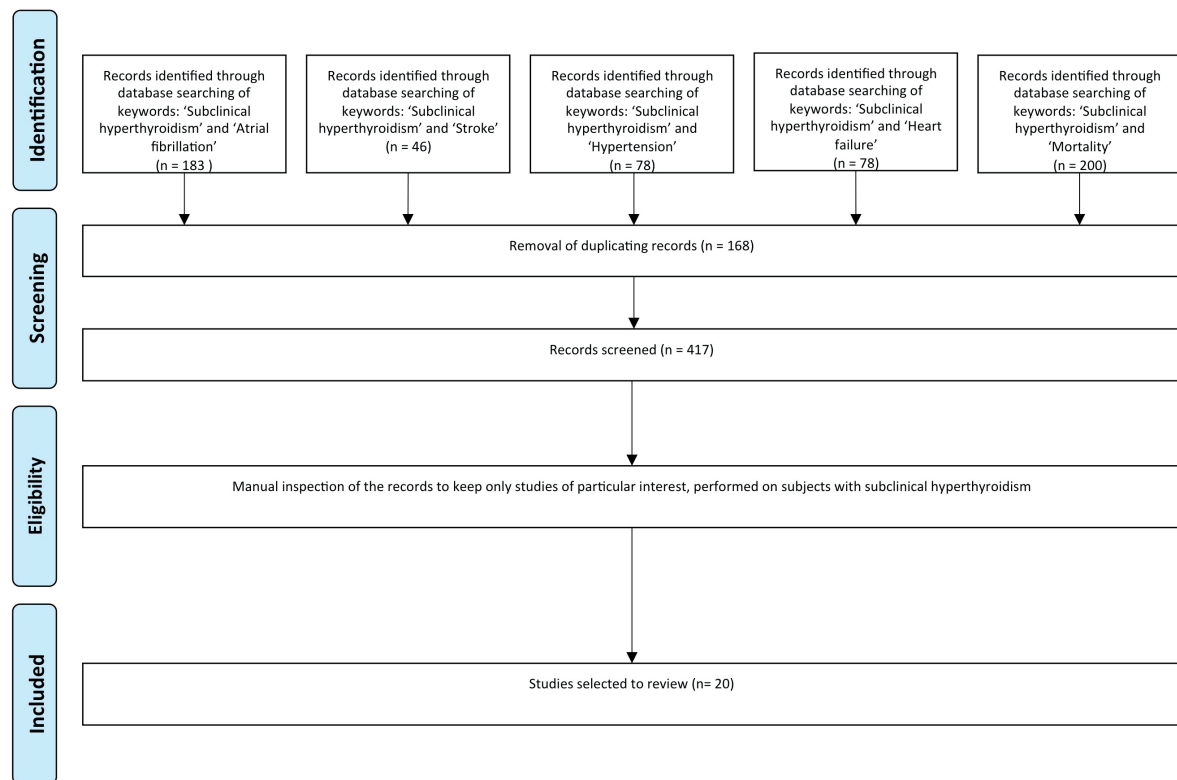 Identification
Records identified through
database searching of
keywords: ‘Subclinical
hyperthyroidism’ and ‘Atrial
fibrillation’
(n = 183 )
Records identified through
database searching of
keywords: ‘Subclinical
hyperthyroidism’ and ‘Stroke’
(n = 46)
Records identified through
database searching of
keywords: ‘Subclinical
hyperthyroidism’ and
‘Hypertension’
(n = 78)
Records identified through
database searching of
keywords: ‘Subclinical
hyperthyroidism’ and ‘Heart
failure’
(n = 78)
Records identified through
database searching of
keywords: ‘Subclinical
hyperthyroidism’ and
‘Mortality’
(n = 200)
Screening
Removal of duplicating records (n = 168)
Records screened (n = 417)
Eligibility
Manual inspection of the records to keep only studies of particular interest, performed on subjects with subclinical hyperthyroidism
Included
Studies selected to review (n= 20)